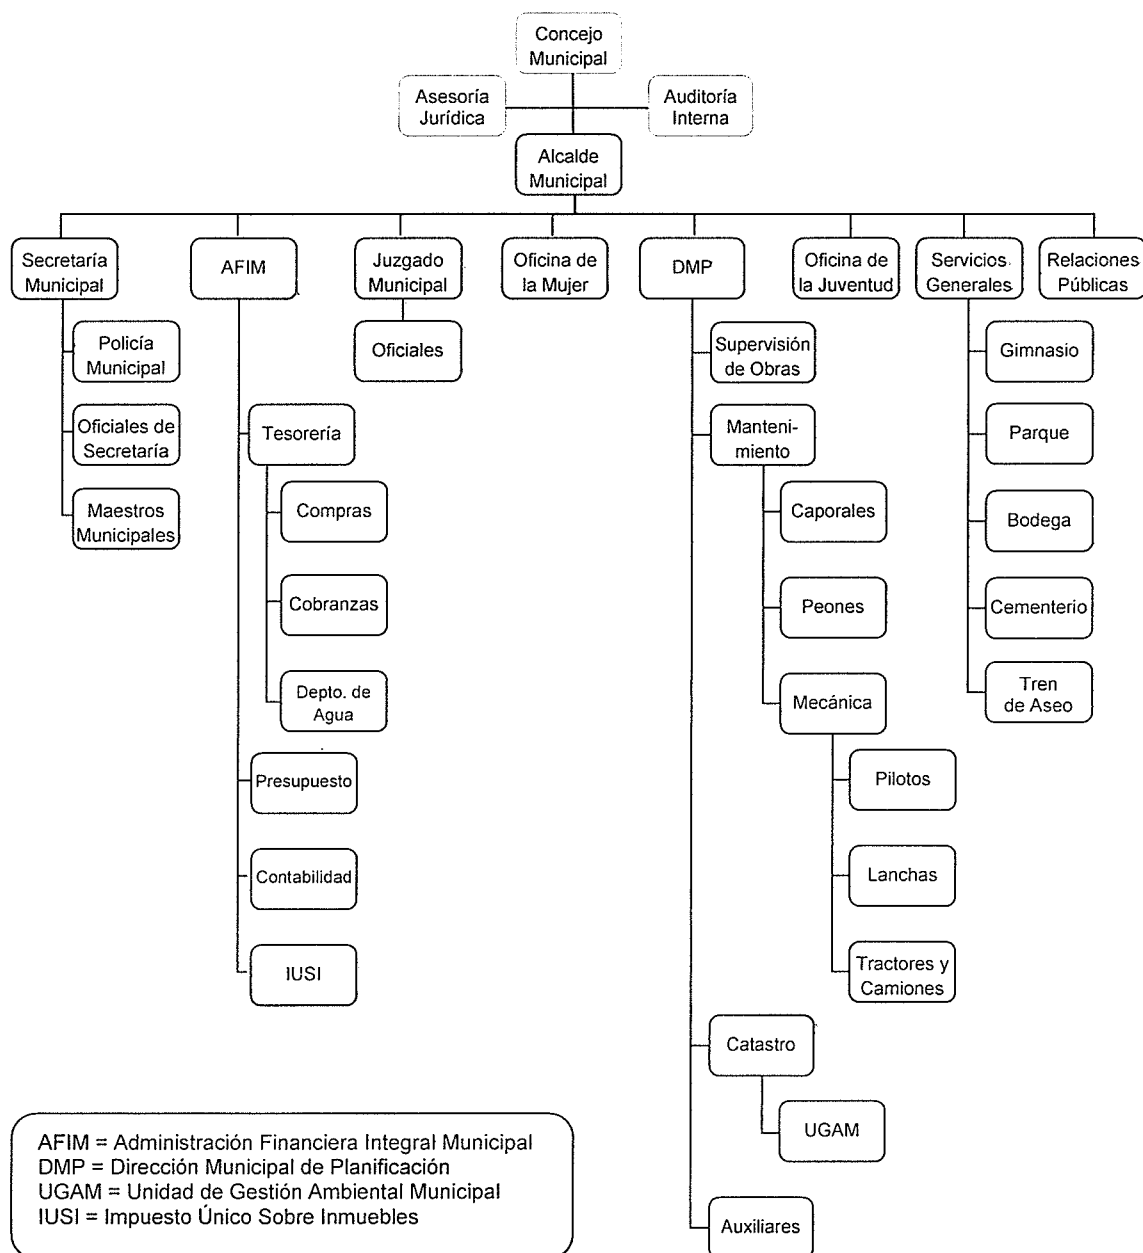 Concejo
Municipal
Asesoría
Jurídica
Auditoría
Interna
Alcalde
Municipal
Secretaría
Municipal
AFIM
Juzgado
Municipal
Oficina de
la Mujer
DMP
Oficina de
la Juventud
Servicios
Generales
Relaciones
Públicas
Policía
Municipal
Oficiales de
Secretaría
Maestros
Municipales
Tesorería
Compras
Cobranzas
Depto. de
Agua
Presupuesto
Contabilidad
IUSI
Oficiales
Supervisión
de Obras
Manteni-
miento
Caporales
Peones
Mecánica
Pilotos
Lanchas
Tractores y
Camiones
Catastro
UGAM
Auxiliares
Gimnasio
Parque
Bodega
Cementerio
Tren
de Aseo
AFIM = Administración Financiera Integral Municipal
DMP = Dirección Municipal de Planificación
UGAM = Unidad de Gestión Ambiental Municipal
IUSI = Impuesto Único Sobre Inmuebles